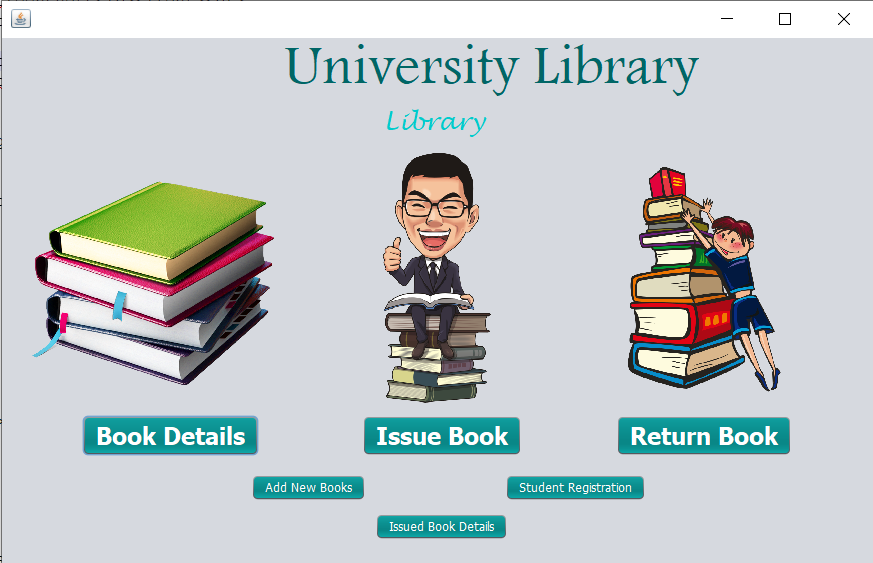 University Library
Library
Book Details
Issue Book
Return Book
Add New Books
Student Registration
Issued Book Details